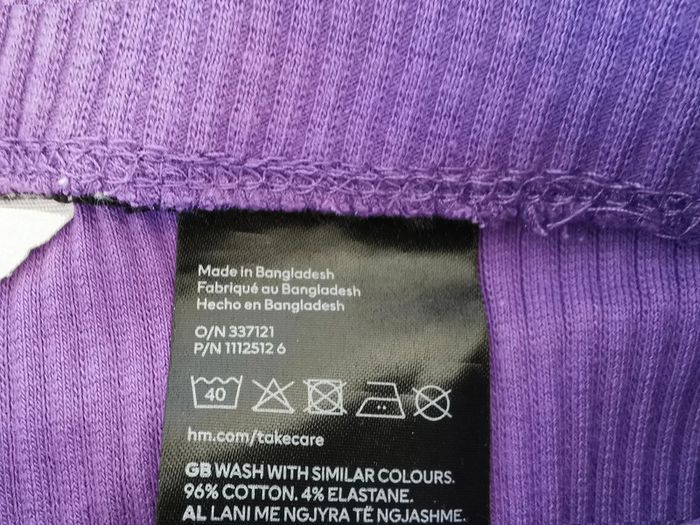 Made in Bangladesh
Fabriqué au Bangladesh
Hecho en Bangladesh
O/N 337121
P/N 1112512 6
40
hm.com/takecare
GB WASH WITH SIMILAR COLOURS.
96% COTTON. 4% ELASTANE.
AL LANI ME NGJYRA TË NGJASHME.